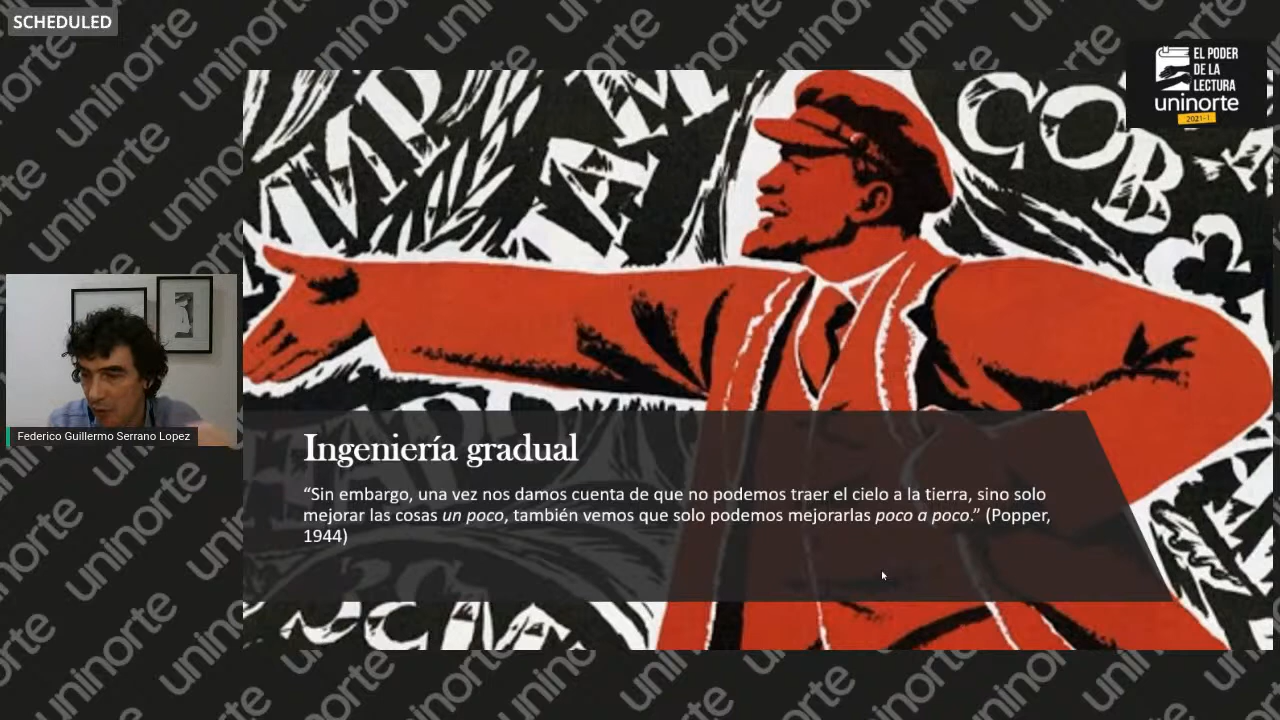 SCHEDULED
EL PODER
DE LA
LECTURA
uninorte
2021-1
СОВ
Federico Guillermo Serrano Lopez
Ingeniería gradual
“Sin embargo, una vez nos damos cuenta de que no podemos traer el cielo a la tierra, sino solo
mejorar las cosas un poco, también vemos que solo podemos mejorarlas poco a poco.” (Popper,
1944)